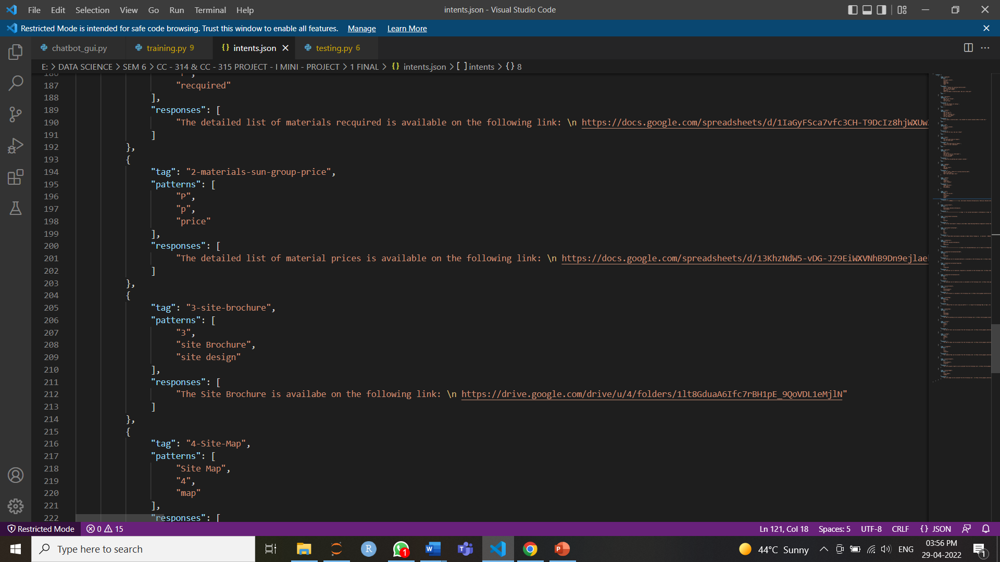 File Edit Selection View Go Run Terminal Help
intents.json - Visual Studio Code
Restricted Mode is intended for safe code browsing. Trust this window to enable all features. Manage Learn More
chatbot_gui.py
training.py 9
{} intents.json
testing.py 6
E: > DATA SCIENCE > SEM 6 > CC - 314 & CC - 315 PROJECT - I MINI - PROJECT > 1 FINAL > {} intents.json > [ ] intents > {} 8
186
187 "recquired"
188 ],
189 "responses": [
190 "The detailed list of materials recquired is available on the following link: \n https://docs.google.com/spreadsheets/d/1IaGyFSca7vfc3CH-T9DcIz8hjWXUw
191 ]
192 },
193 {
194 "tag": "2-materials-sun-group-price",
195 "patterns": [
196 "P",
197 "p",
198 "price"
199 ],
200 "responses": [
201 "The detailed list of material prices is available on the following link: \n https://docs.google.com/spreadsheets/d/13KhzNdW5-vDG-JZ9EiWXVNhB9Dn9ejlae
202 ]
203 },
204 {
205 "tag": "3-site-brochure",
206 "patterns": [
207 "3",
208 "site Brochure",
209 "site design"
210 ],
211 "responses": [
212 "The Site Brochure is availabe on the following link: \n https://drive.google.com/drive/u/4/folders/1lt8GduaA6Ifc7rBH1pE_9QoVDL1eMjlN"
213 ]
214 },
215 {
216 "tag": "4-Site-Map",
217 "patterns": [
218 "Site Map",
219 "4",
220 "map"
221 ],
222 "responses": [
Restricted Mode 0 15
Ln 121, Col 18 Spaces: 5 UTF-8 CRLF {} JSON
Type here to search
R
1
W
T
P
44°C Sunny
ENG
03:56 PM
29-04-2022
1